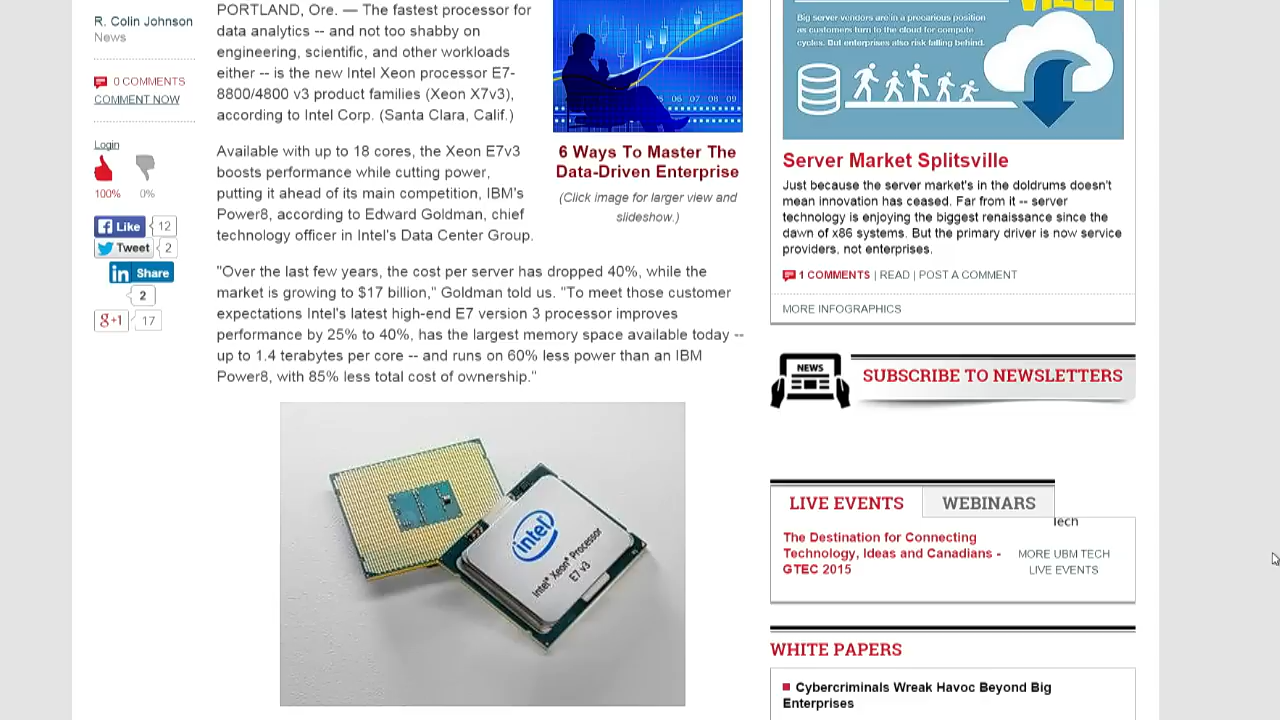 R. Colin Johnson
News
0 COMMENTS
COMMENT NOW
Login
100% 0%
Like 12
Tweet 2
in Share
2
g+1 17
PORTLAND, Ore. — The fastest processor for
data analytics -- and not too shabby on
engineering, scientific, and other workloads
either -- is the new Intel Xeon processor E7-
8800/4800 v3 product families (Xeon X7v3),
according to Intel Corp. (Santa Clara, Calif.)
Available with up to 18 cores, the Xeon E7v3
boosts performance while cutting power,
putting it ahead of its main competition, IBM's
Power8, according to Edward Goldman, chief
technology officer in Intel's Data Center Group.
"Over the last few years, the cost per server has dropped 40%, while the
market is growing to $17 billion," Goldman told us. "To meet those customer
expectations Intel's latest high-end E7 version 3 processor improves
performance by 25% to 40%, has the largest memory space available today --
up to 1.4 terabytes per core -- and runs on 60% less power than an IBM
Power8, with 85% less total cost of ownership."
06 07 08 09
6 Ways To Master The
Data-Driven Enterprise
(Click image for larger view and
slideshow.)
intel
Intel® Xeon® Processor
E7 v3
Big server vendors are in a precarious position
as customers turn to the cloud for compute
cycles. But enterprises also risk falling behind.
Server Market Splitsville
Just because the server market's in the doldrums doesn't
mean innovation has ceased. Far from it -- server
technology is enjoying the biggest renaissance since the
dawn of x86 systems. But the primary driver is now service
providers, not enterprises.
1 COMMENTS | READ | POST A COMMENT
MORE INFOGRAPHICS
NEWS
SUBSCRIBE TO NEWSLETTERS
LIVE EVENTS WEBINARS
Tech
The Destination for Connecting
Technology, Ideas and Canadians -
GTEC 2015
MORE UBM TECH
LIVE EVENTS
WHITE PAPERS
Cybercriminals Wreak Havoc Beyond Big
Enterprises